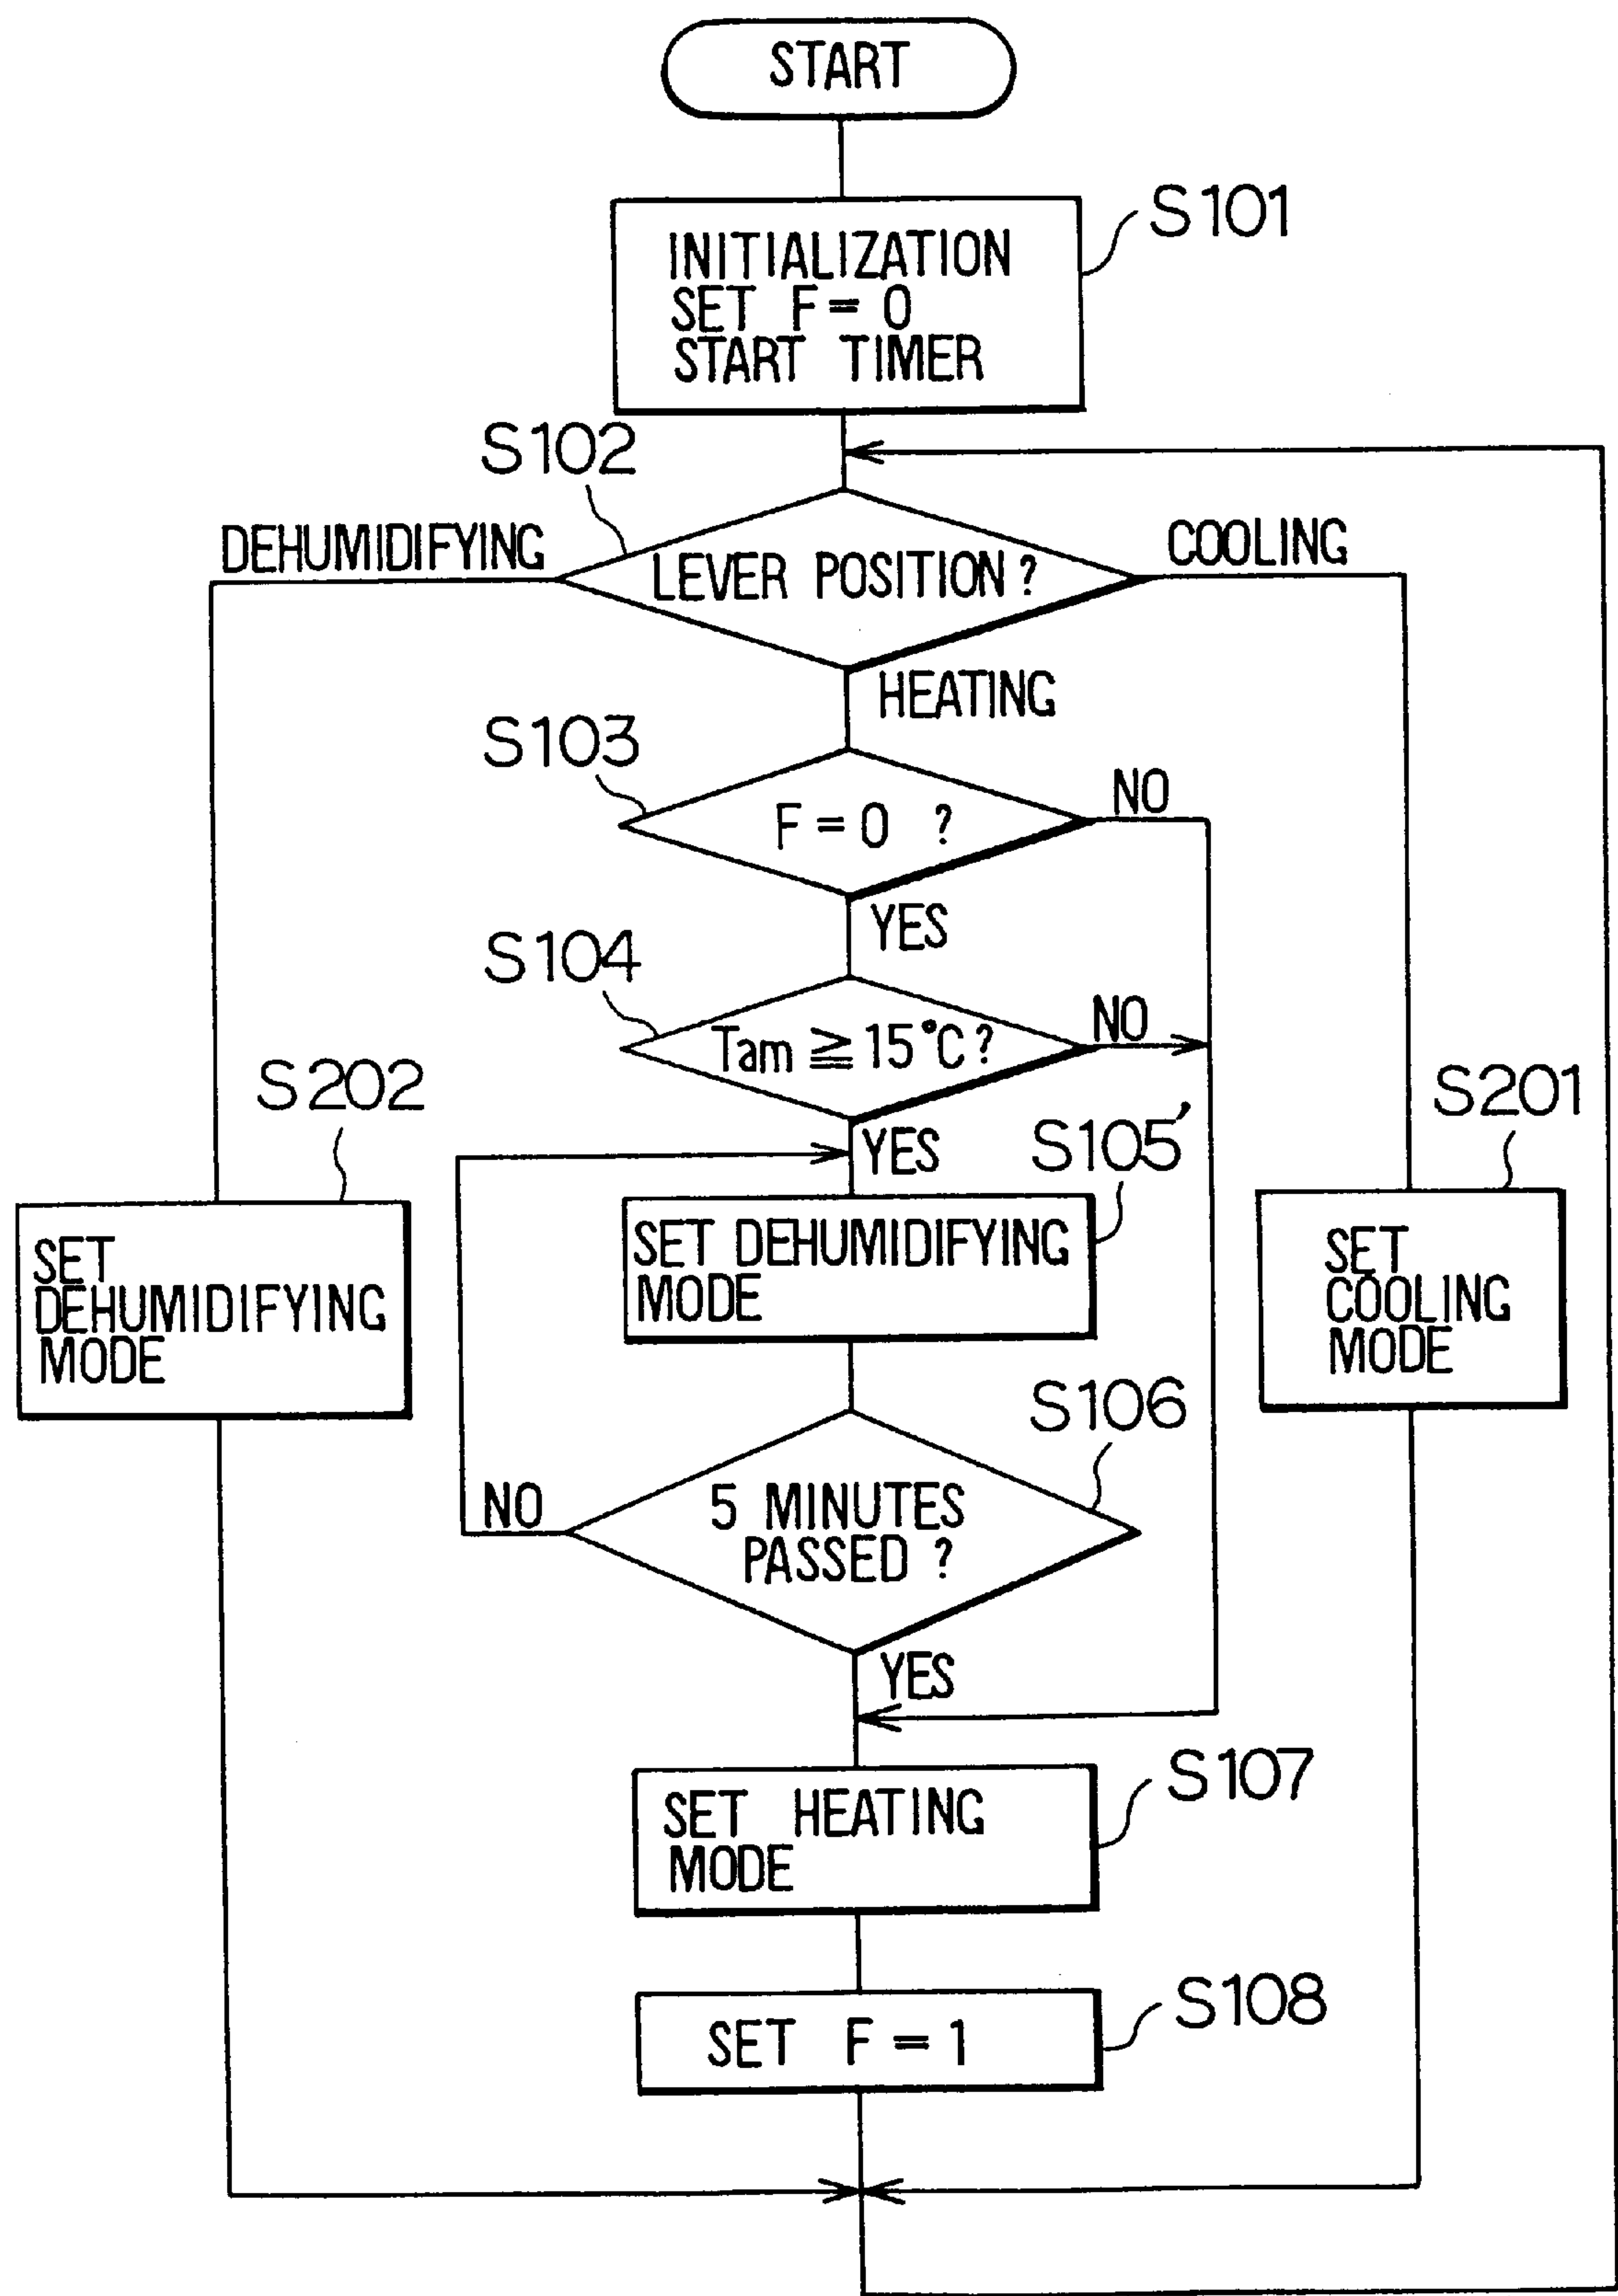 START
S101
INITIALIZATION
SET F = 0
START TIMER
S102
DEHUMIDIFYING
COOLING
LEVER POSITION ?
HEATING
S103
NO
F = 0 ?
YES
S104
NO
Tam ≧ 15°C ?
S202
S201
YES
S105'
SET DEHUMIDIFYING
MODE
SET
DEHUMIDIFYING
MODE
SET
COOLING
MODE
S106
NO
5 MINUTES
PASSED ?
YES
S107
SET HEATING
MODE
S108
SET F = 1